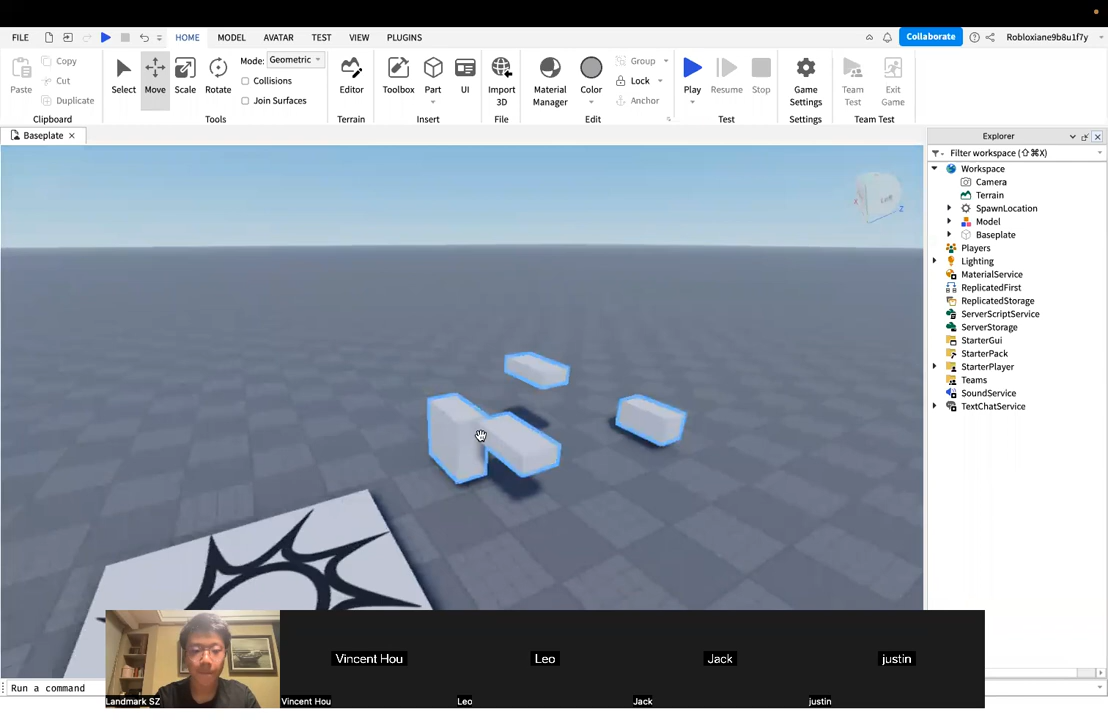 FILE
HOME
MODEL
AVATAR
TEST
VIEW
PLUGINS
Collaborate
Robloxiane9b8u1f7y
Paste
Copy
Cut
Duplicate
Clipboard
Select
Move
Scale
Rotate
Mode: Geometric
Collisions
Join Surfaces
Tools
Editor
Terrain
Toolbox
Part
UI
Insert
Import
3D
File
Material
Manager
Color
Group
Lock
Anchor
Edit
Play
Resume
Stop
Test
Game
Settings
Settings
Team
Test
Exit
Game
Team Test
Baseplate
Explorer
Filter workspace (⇧⌘X)
Workspace
Camera
Terrain
SpawnLocation
Model
Baseplate
Players
Lighting
MaterialService
ReplicatedFirst
ReplicatedStorage
ServerScriptService
ServerStorage
StarterGui
StarterPack
StarterPlayer
Teams
SoundService
TextChatService
Left
X
Z
Run a command
Landmark SZ
Vincent Hou
Vincent Hou
Leo
Leo
Jack
Jack
justin
justin